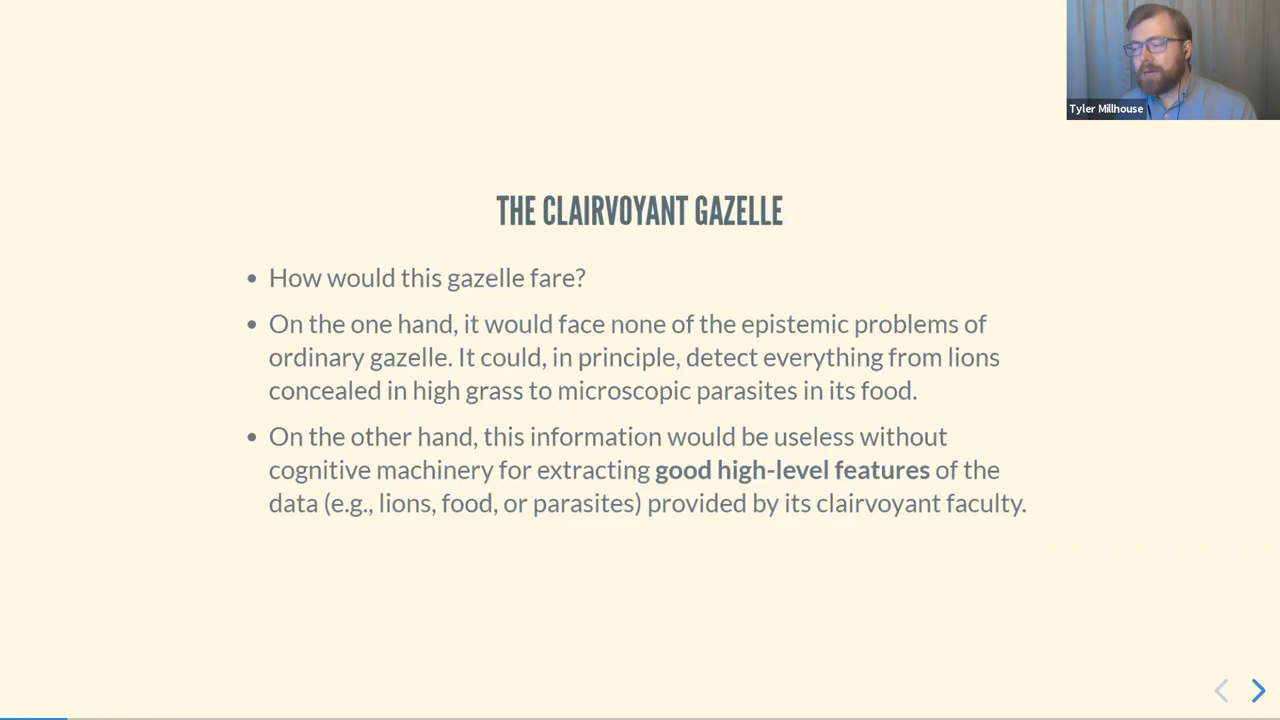 Tyler Millhouse
THE CLAIRVOYANT GAZELLE
• How would this gazelle fare?
• On the one hand, it would face none of the epistemic problems of
ordinary gazelle. It could, in principle, detect everything from lions
concealed in high grass to microscopic parasites in its food.
• On the other hand, this information would be useless without
cognitive machinery for extracting good high-level features of the
data (e.g., lions, food, or parasites) provided by its clairvoyant faculty.